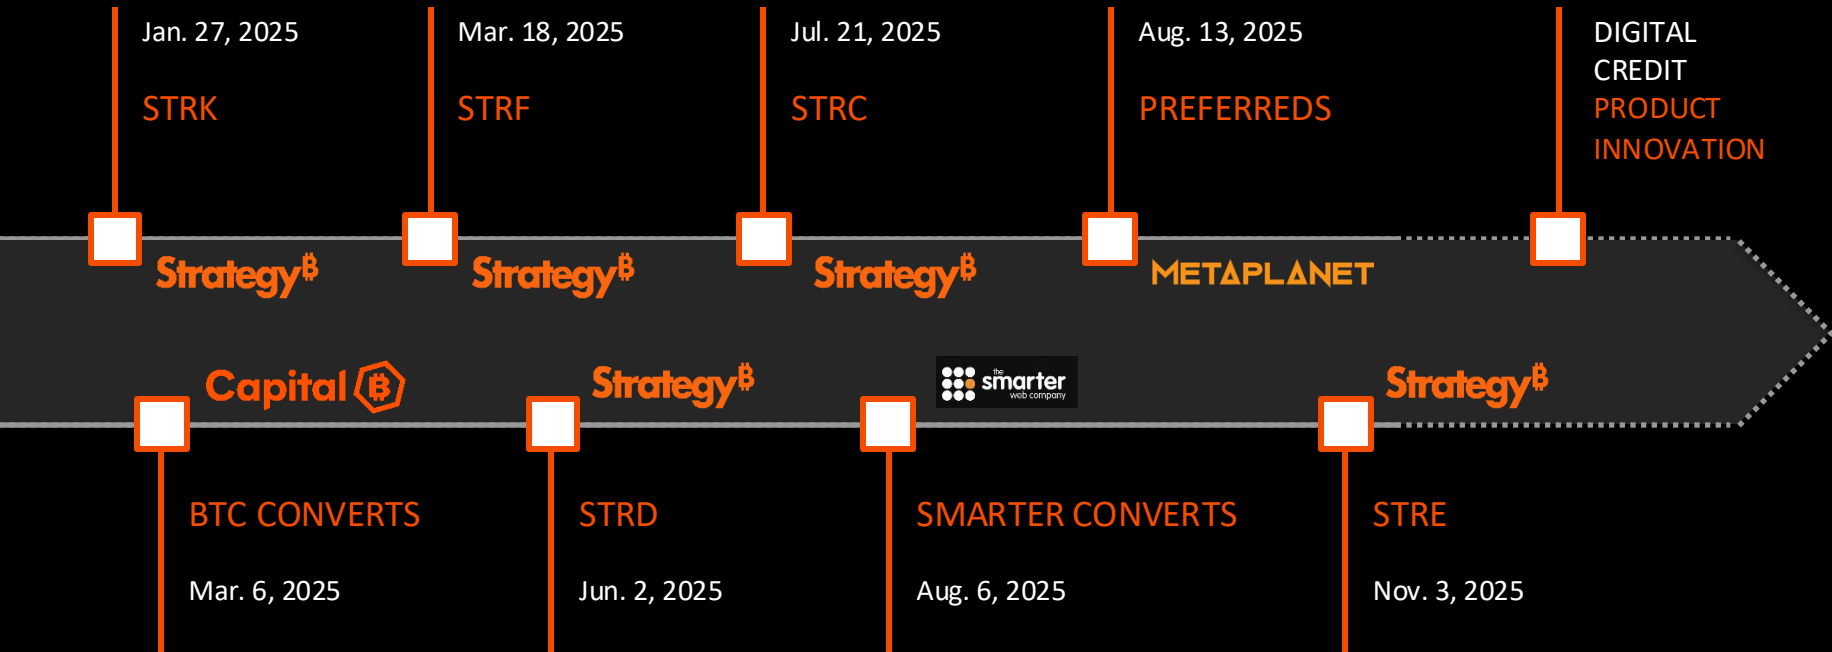 Jan. 27, 2025
STRK
Mar. 18, 2025
STRF
Jul. 21, 2025
STRC
Aug. 13, 2025
PREFERREDS
DIGITAL
CREDIT
PRODUCT
INNOVATION
Strategy₿
Strategy₿
Strategy₿
METAPLANET
Capital ₿
Strategy₿
the
smarter
web company
Strategy₿
BTC CONVERTS
Mar. 6, 2025
STRD
Jun. 2, 2025
SMARTER CONVERTS
Aug. 6, 2025
STRE
Nov. 3, 2025